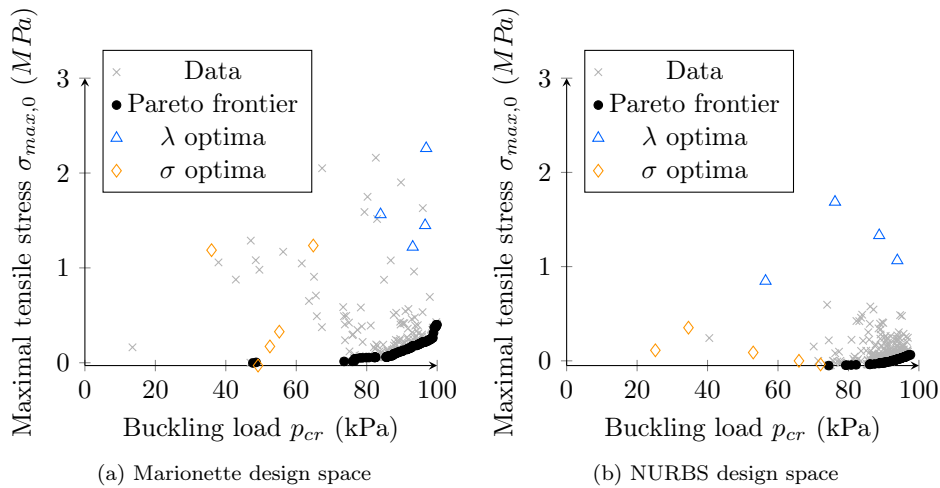 Maximal tensile stress σmax,0 (MPa)
3
2
1
0
0
20
40
60
80
100
Data
Pareto frontier
λ optima
σ optima
Buckling load pcr (kPa)
(a) Marionette design space
Maximal tensile stress σmax,0 (MPa)
3
2
1
0
0
20
40
60
80
100
Data
Pareto frontier
λ optima
σ optima
Buckling load pcr (kPa)
(b) NURBS design space